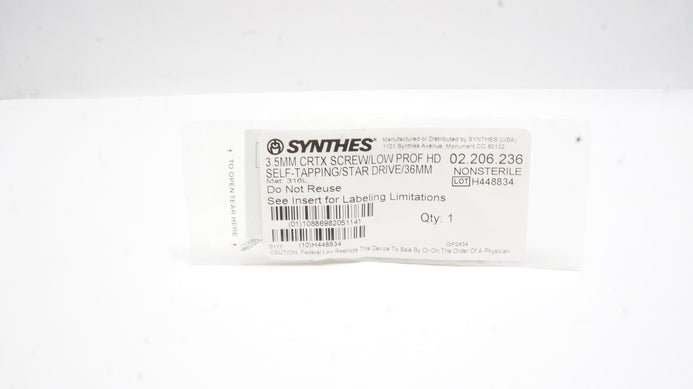 SYNTHES®
Manufactured or Distributed by SYNTHES (USA)
1101 Synthes Avenue, Monument CO 80132
3.5MM CRTX SCREW/LOW PROF HD
02.206.236
SELF-TAPPING/STAR DRIVE/36MM
NONSTERILE
Mat: 316L
LOT H448834
Do Not Reuse
See Insert for Labeling Limitations
(01)10886982051141
Qty: 1
(10)H448834
GP2434
CAUTION: Federal Law Restricts This Device To Sale By Or On The Order Of A Physician.
↑ TO OPEN TEAR HERE ↑